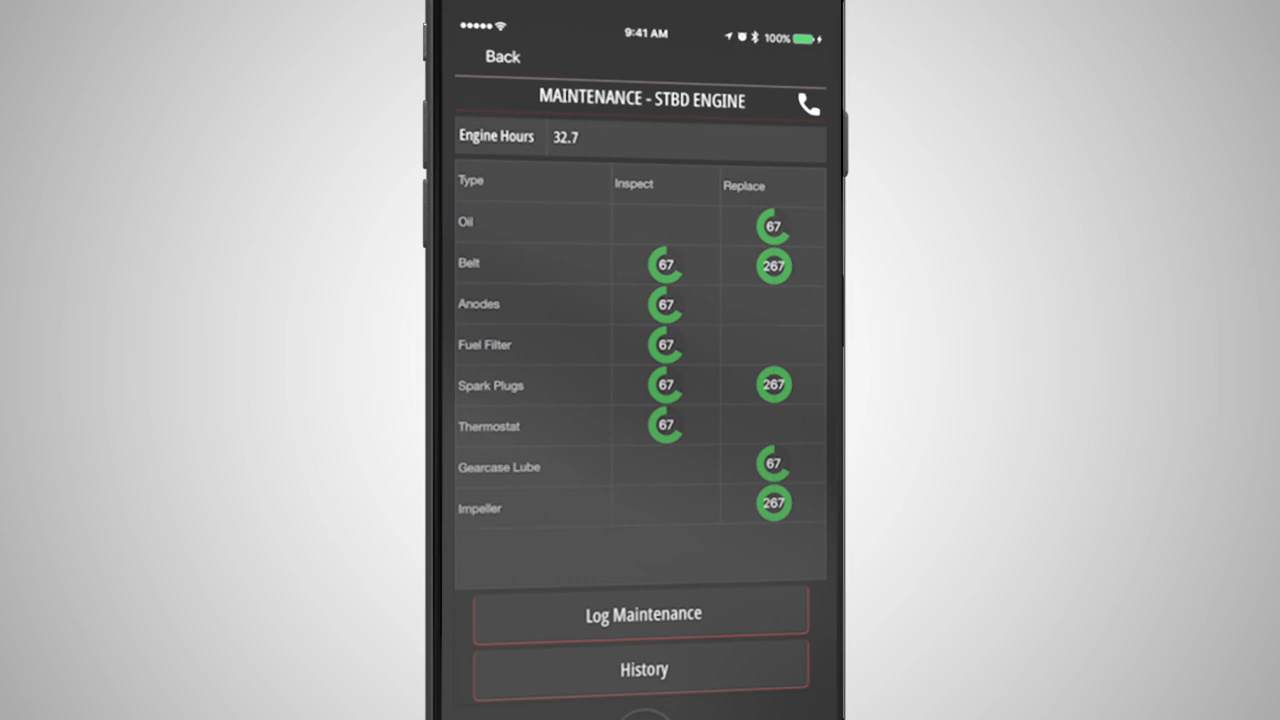 9:41 AM 100%
Back
MAINTENANCE - STBD ENGINE
Engine Hours 32.7
Type Inspect Replace
Oil 67
Belt 67 267
Anodes 67
Fuel Filter 67
Spark Plugs 67 267
Thermostat 67
Gearcase Lube 67
Impeller 267
Log Maintenance
History